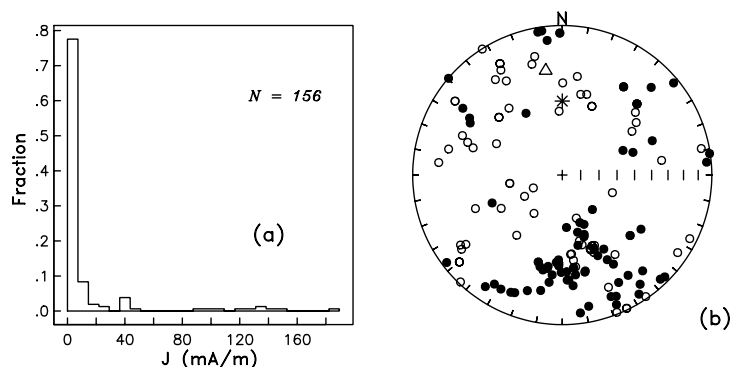 .8
.7
.6
.5
.4
.3
.2
.1
.0
Fraction
N = 156
(a)
0 40 80 120 160
J (mA/m)
N
(b)